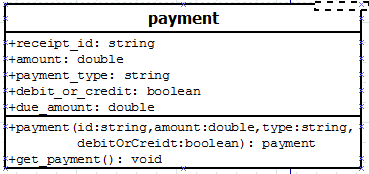 payment
+receipt_id: string
+amount: double
+payment_type: string
+debit_or_credit: boolean
+due_amount: double
+payment(id:string,amount:double,type:string,
debitOrCreidt:boolean): payment
+get_payment(): void